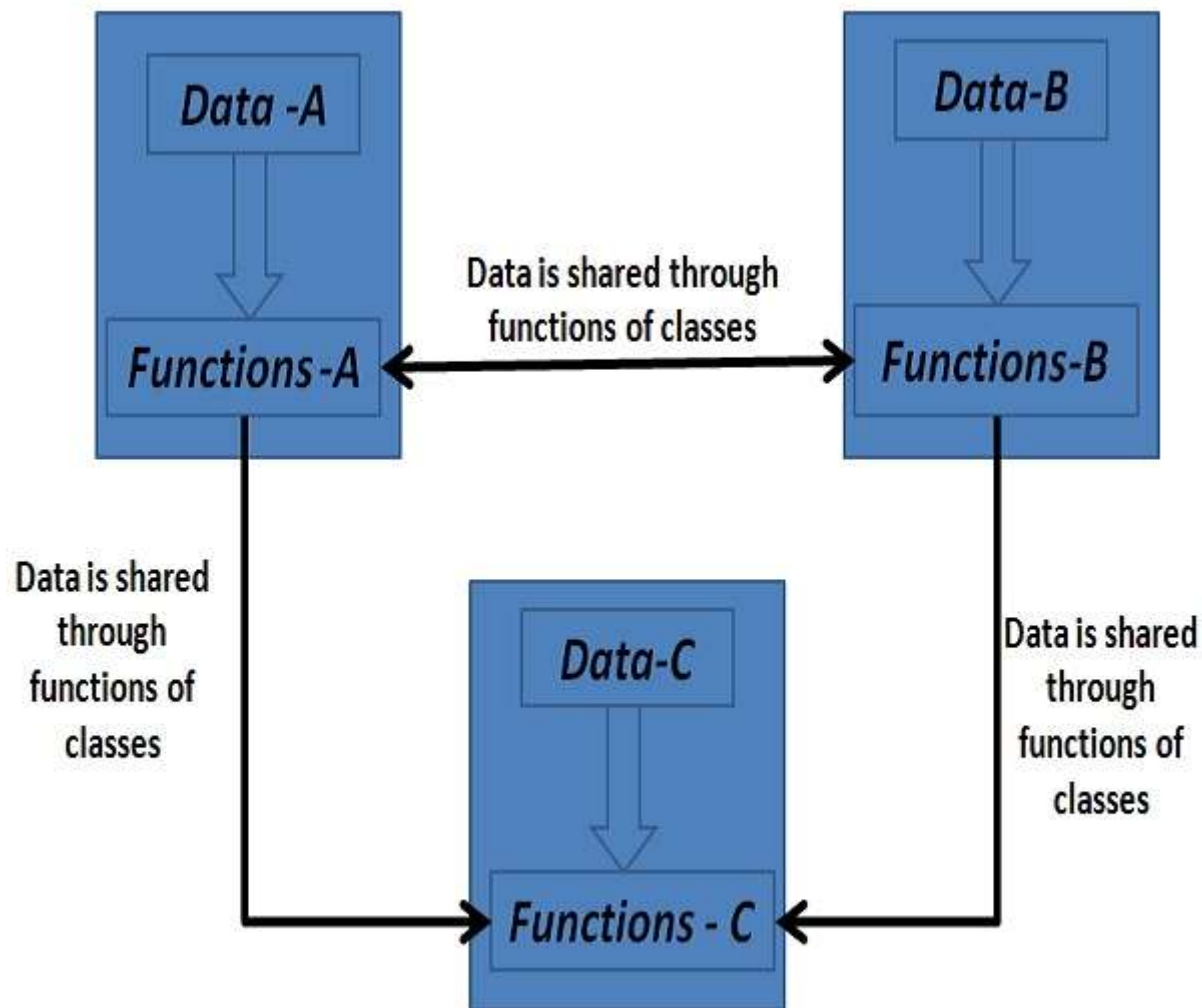 Data -A
Data-B
Data is shared through
functions of classes
Functions -A
Functions-B
Data is shared
through
functions of
classes
Data-C
Data is shared
through
functions of
classes
Functions - C